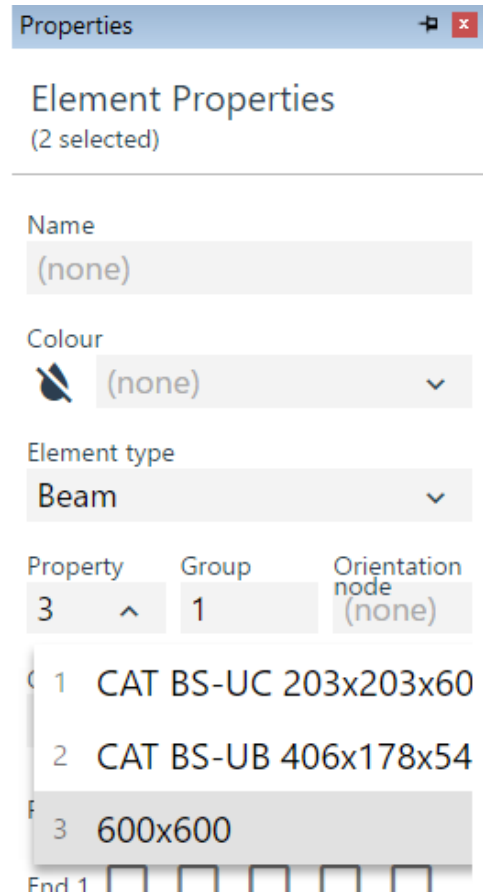 Properties
Element Properties
(2 selected)
Name
(none)
Colour
(none)
Element type
Beam
Property Group Orientation node
3 1 (none)
1 CAT BS-UC 203x203x60
2 CAT BS-UB 406x178x54
3 600x600
End 1